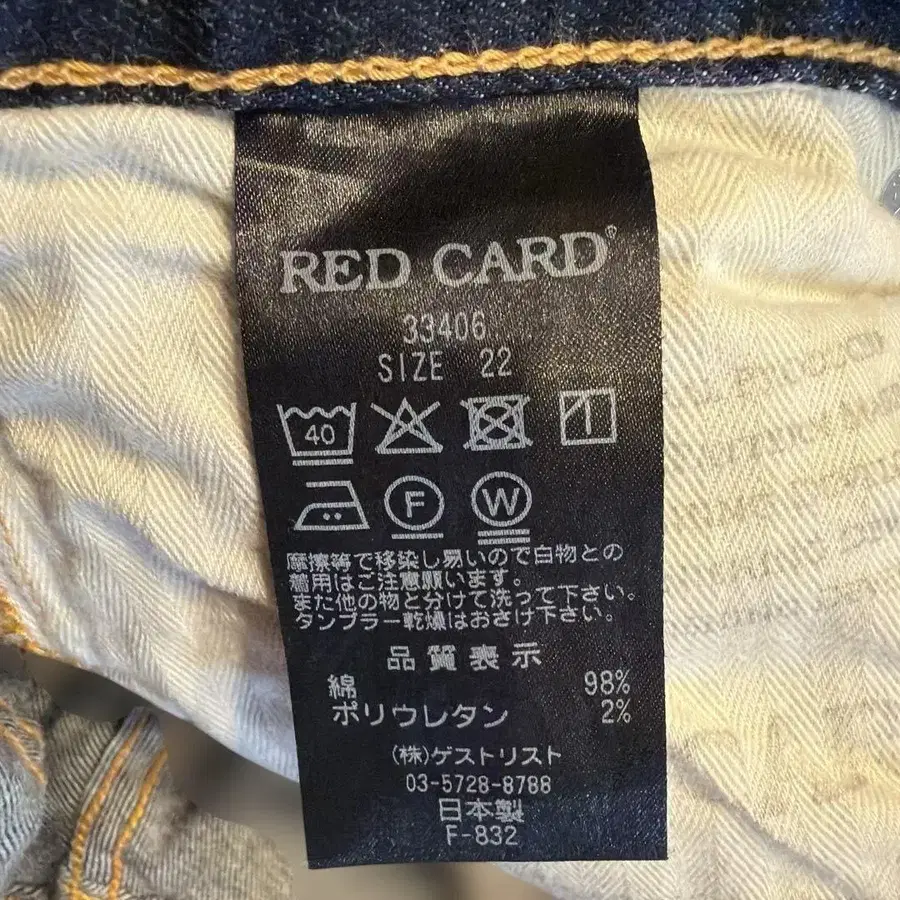 RED CARD®
33406
SIZE 22
40
F W
摩擦等で移染し易いので白物との
着用はご注意願います。
また他の物と分けて洗って下さい。
タンブラー乾燥はおさけ下さい。
品質表示
綿 98%
ポリウレタン 2%
(株)ゲストリスト
03-5728-8788
日本製
F-832